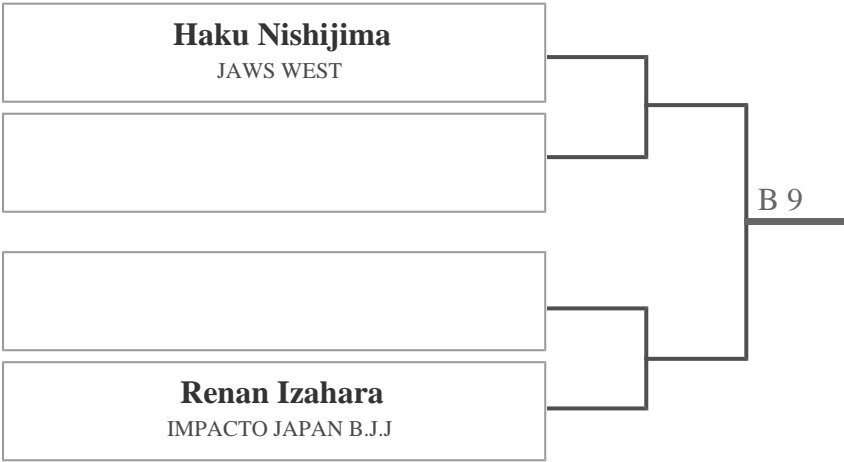 Haku Nishijima
JAWS WEST
B 9
Renan Izahara
IMPACTO JAPAN B.J.J